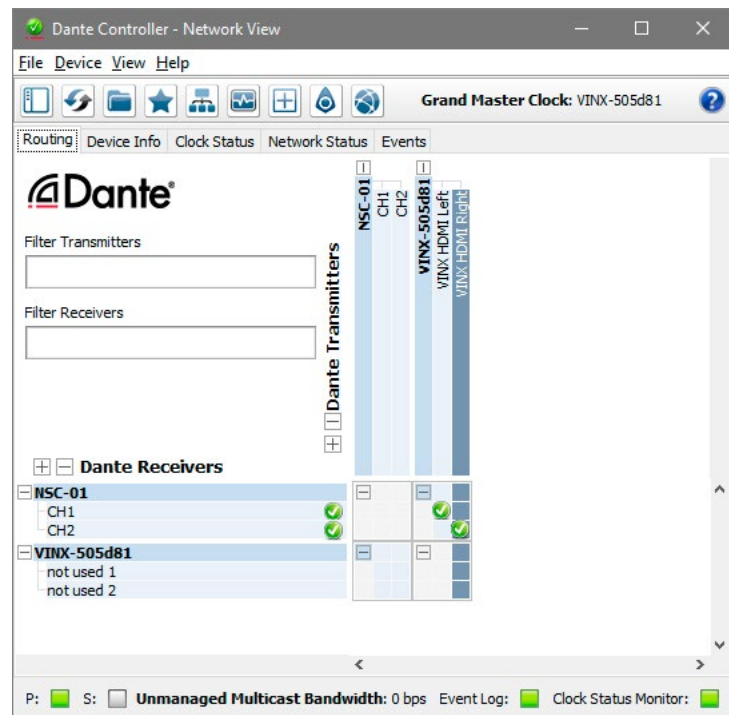 Dante Controller - Network View
File Device View Help
Grand Master Clock: VINX-505d81
?
Routing Device Info Clock Status Network Status Events
Dante®
Filter Transmitters
Filter Receivers
Dante Transmitters
NSC-01
CH1
CH2
VINX-505d81
VINX HDMI Left
VINX HDMI Right
Dante Receivers
NSC-01
CH1
CH2
VINX-505d81
not used 1
not used 2
P: S: Unmanaged Multicast Bandwidth: 0 bps Event Log: Clock Status Monitor: